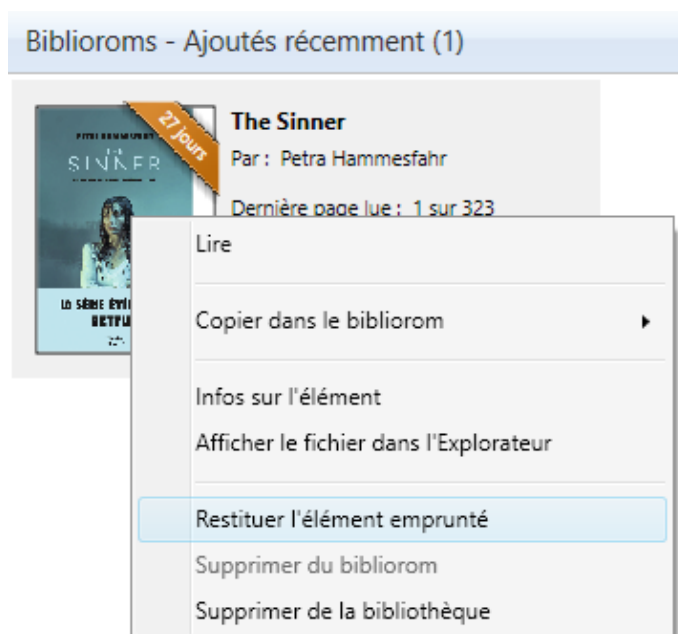 Biblioroms - Ajoutés récemment (1)
27 jours
The Sinner
Par : Petra Hammesfahr
Dernière page lue : 1 sur 323
SINNER
Lire
Copier dans le bibliorom
Infos sur l'élément
Afficher le fichier dans l'Explorateur
Restituer l'élément emprunté
Supprimer du bibliorom
Supprimer de la bibliothèque